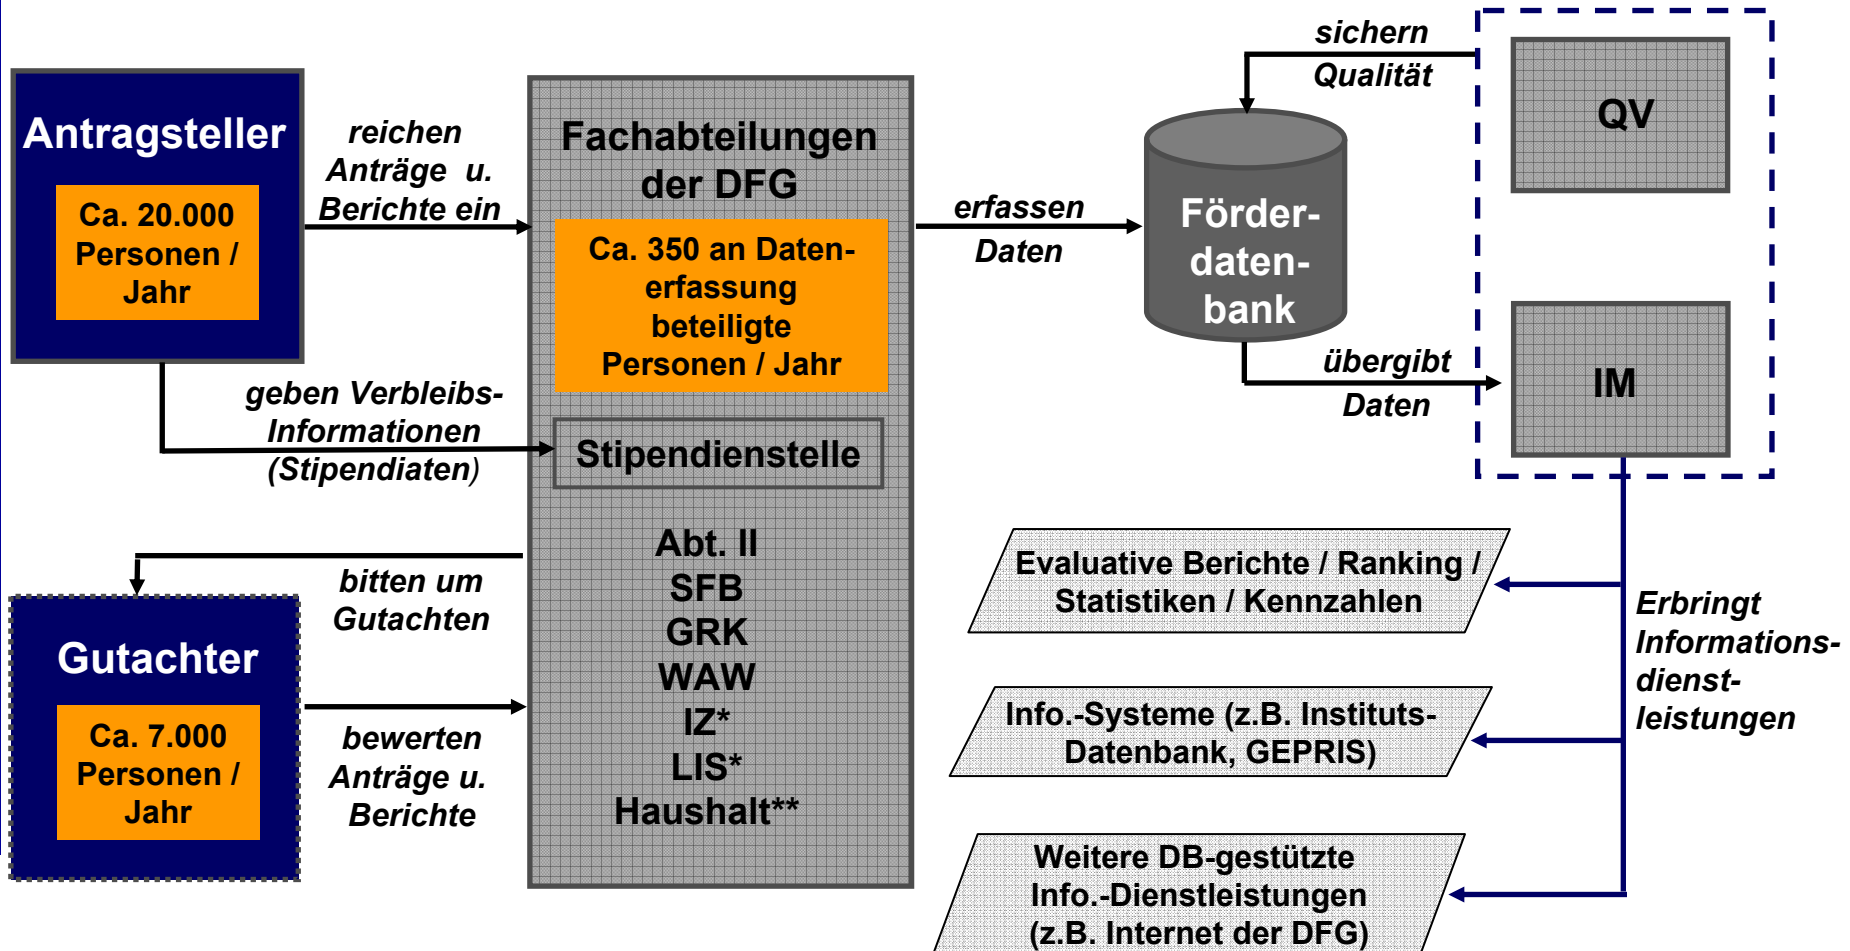 Antragsteller
Ca. 20.000
Personen /
Jahr
reichen
Anträge u.
Berichte ein
geben Verbleibs-
Informationen
(Stipendiaten)
Fachabteilungen
der DFG
Ca. 350 an Daten-
erfassung
beteiligte
Personen / Jahr
Stipendienstelle
Abt. II
SFB
GRK
WAW
IZ*
LIS*
Haushalt**
bitten um
Gutachten
Gutachter
Ca. 7.000
Personen /
Jahr
bewerten
Anträge u.
Berichte
erfassen
Daten
Förder-
daten-
bank
sichern
Qualität
QV
übergibt
Daten
IM
Erbringt
Informations-
dienst-
leistungen
Evaluative Berichte / Ranking /
Statistiken / Kennzahlen
Info.-Systeme (z.B. Instituts-
Datenbank, GEPRIS)
Weitere DB-gestützte
Info.-Dienstleistungen
(z.B. Internet der DFG)